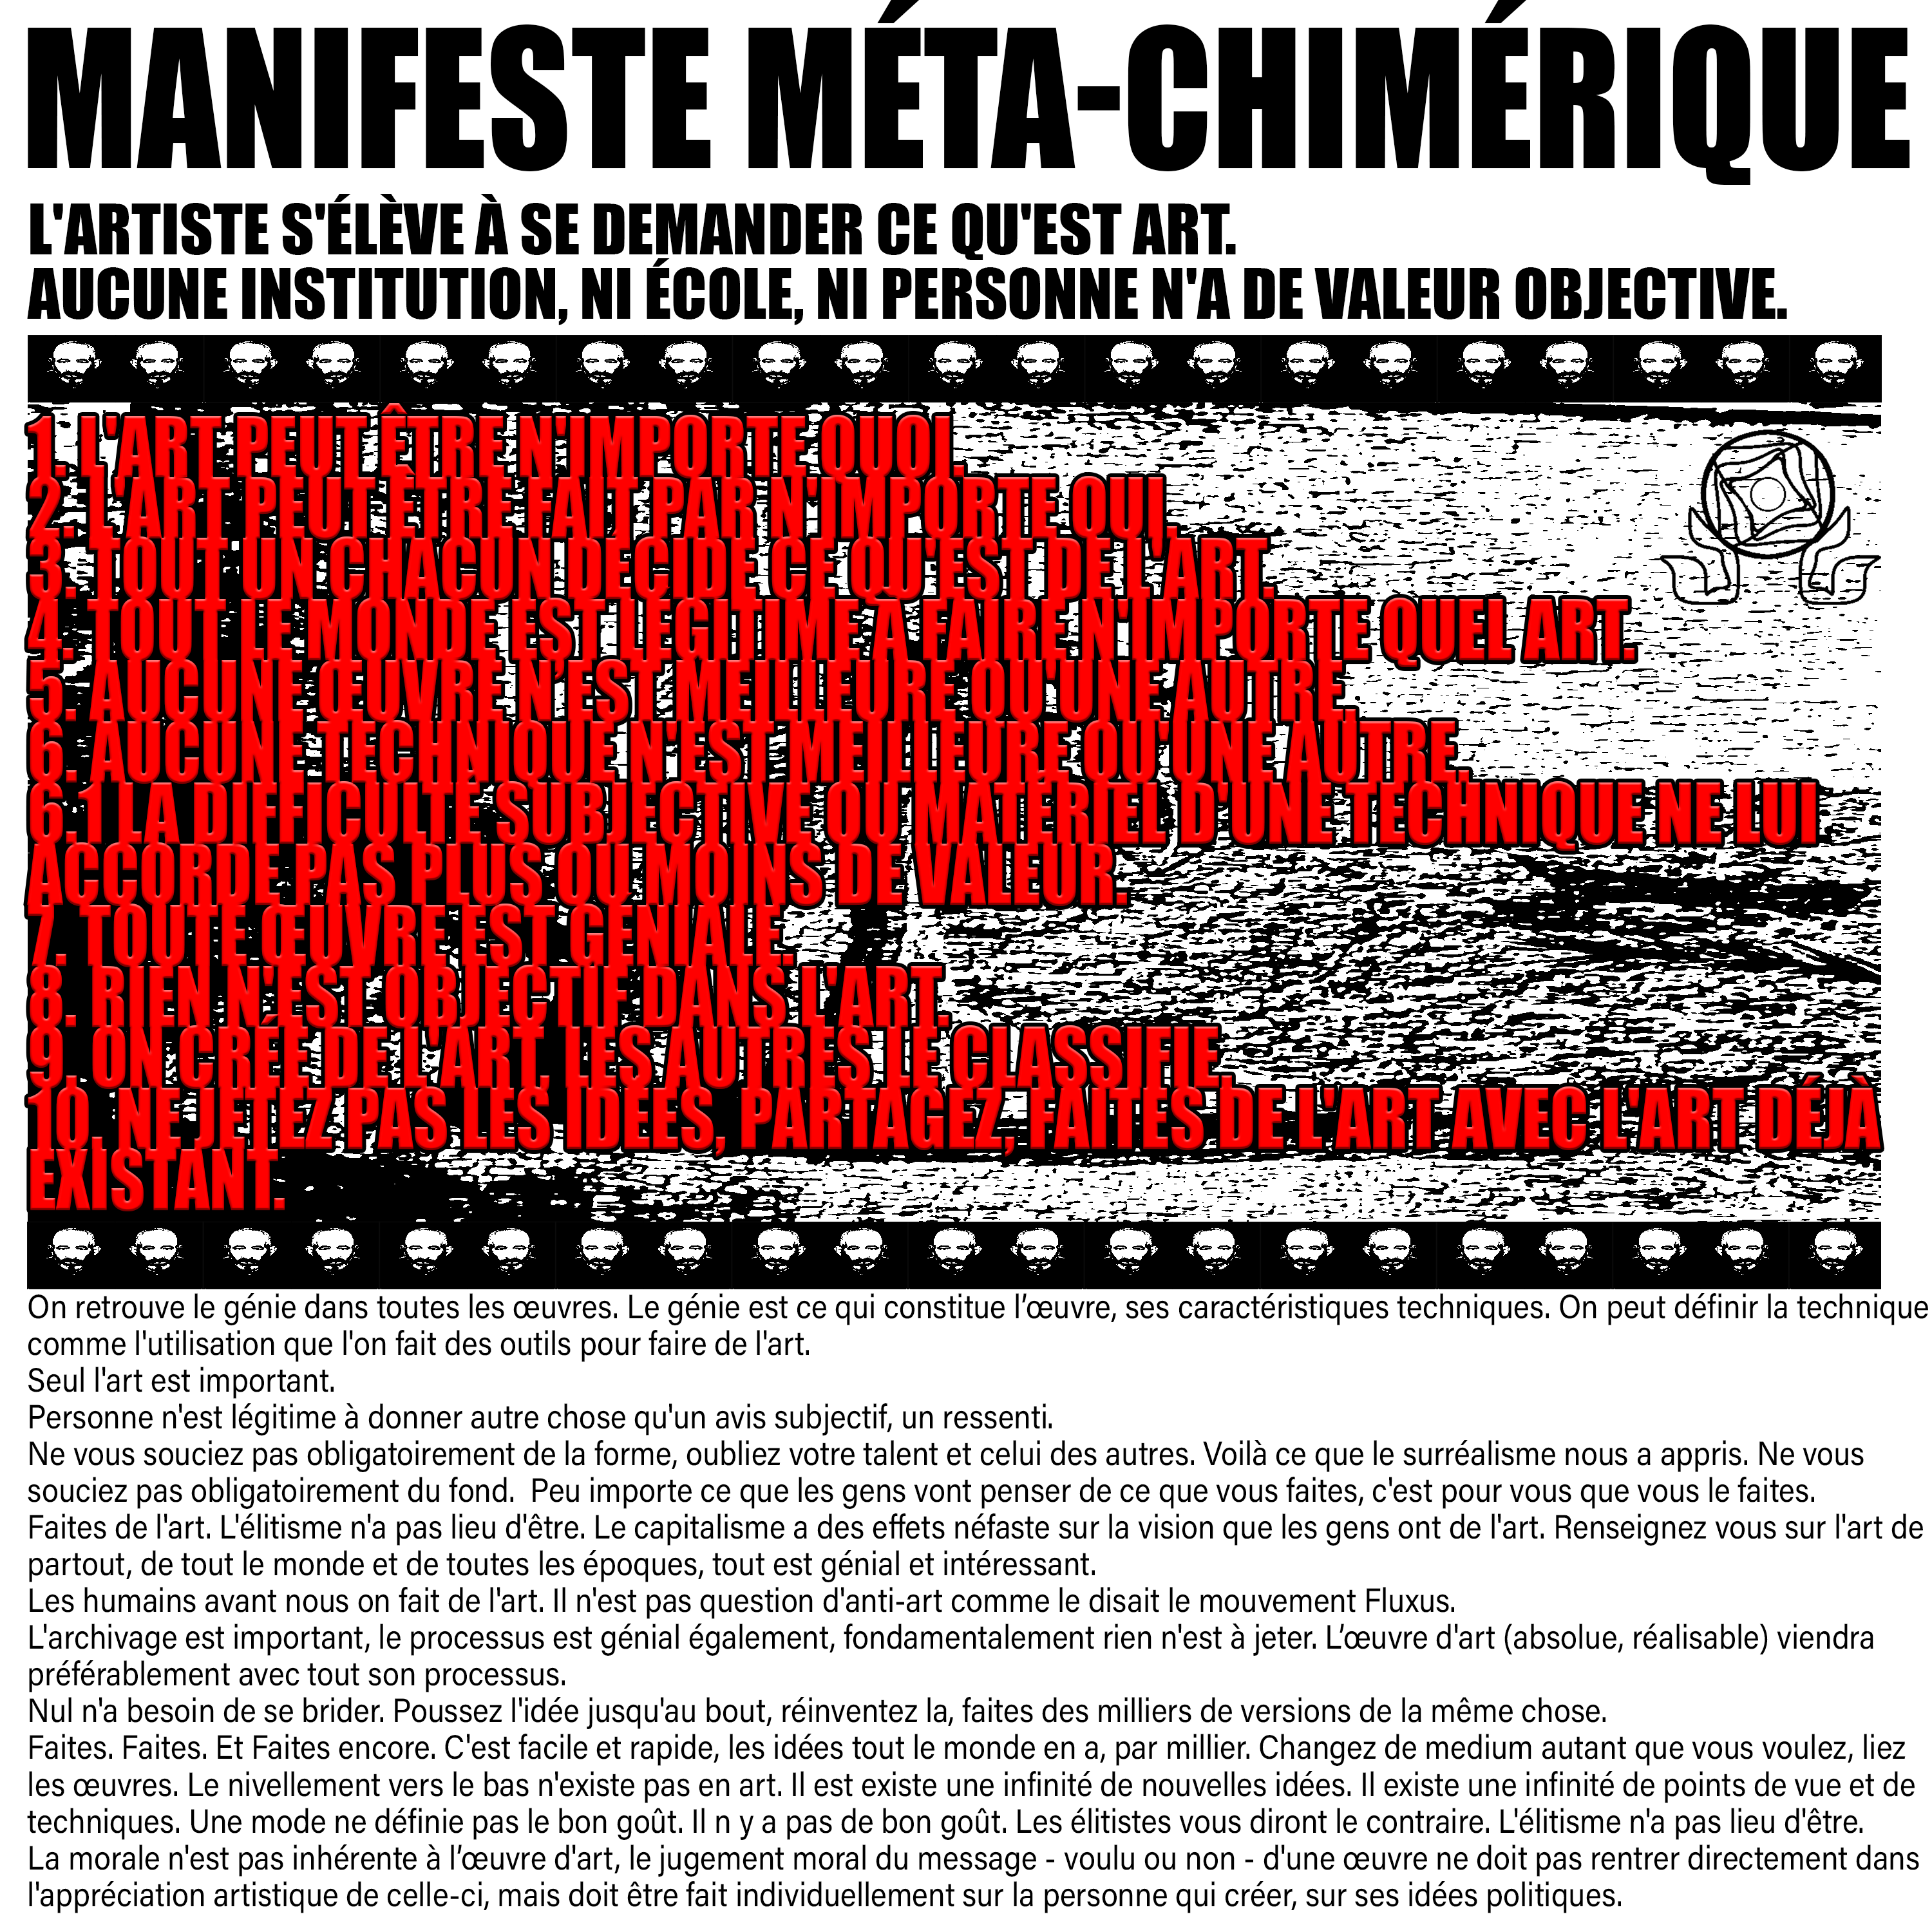 MANIFESTE MÉTA-CHIMÉRIQUE
L'ARTISTE S'ÉLÈVE À SE DEMANDER CE QU'EST ART.
AUCUNE INSTITUTION, NI ÉCOLE, NI PERSONNE N'A DE VALEUR OBJECTIVE.
1. L'ART PEUT ÊTRE N'IMPORTE QUOI.
2. L'ART PEUT ÊTRE FAIT PAR N'IMPORTE QUI.
3. TOUT UN CHACUN DÉCIDE CE QU'EST DE L'ART.
4. TOUT LE MONDE EST LÉGITIME À FAIRE N'IMPORTE QUEL ART.
5. AUCUNE ŒUVRE N'EST MEILLEURE QU'UNE AUTRE.
6. AUCUNE TECHNIQUE N'EST MEILLEURE QU'UNE AUTRE.
6.1 LA DIFFICULTÉ SUBJECTIVE OU MATÉRIEL D'UNE TECHNIQUE NE LUI
ACCORDE PAS PLUS OU MOINS DE VALEUR.
7. TOUTE ŒUVRE EST GÉNIALE.
8. RIEN N'EST OBJECTIF DANS L'ART.
9. ON CRÉE DE L'ART, LES AUTRES LE CLASSIFIE.
10. NE JETEZ PAS LES IDÉES, PARTAGEZ, FAITES DE L'ART AVEC L'ART DÉJÀ
EXISTANT.
On retrouve le génie dans toutes les œuvres. Le génie est ce qui constitue l’œuvre, ses caractéristiques techniques. On peut définir la technique
comme l'utilisation que l'on fait des outils pour faire de l'art.
Seul l'art est important.
Personne n'est légitime à donner autre chose qu'un avis subjectif, un ressenti.
Ne vous souciez pas obligatoirement de la forme, oubliez votre talent et celui des autres. Voilà ce que le surréalisme nous a appris. Ne vous
souciez pas obligatoirement du fond.  Peu importe ce que les gens vont penser de ce que vous faites, c'est pour vous que vous le faites.
Faites de l'art. L'élitisme n'a pas lieu d'être. Le capitalisme a des effets néfaste sur la vision que les gens ont de l'art. Renseignez vous sur l'art de
partout, de tout le monde et de toutes les époques, tout est génial et intéressant.
Les humains avant nous on fait de l'art. Il n'est pas question d'anti-art comme le disait le mouvement Fluxus.
L'archivage est important, le processus est génial également, fondamentalement rien n'est à jeter. L’œuvre d'art (absolue, réalisable) viendra
préférablement avec tout son processus.
Nul n'a besoin de se brider. Poussez l'idée jusqu'au bout, réinventez la, faites des milliers de versions de la même chose.
Faites. Faites. Et Faites encore. C'est facile et rapide, les idées tout le monde en a, par millier. Changez de medium autant que vous voulez, liez
les œuvres. Le nivellement vers le bas n'existe pas en art. Il est existe une infinité de nouvelles idées. Il existe une infinité de points de vue et de
techniques. Une mode ne définie pas le bon goût. Il n y a pas de bon goût. Les élitistes vous diront le contraire. L'élitisme n'a pas lieu d'être.
La morale n'est pas inhérente à l’œuvre d'art, le jugement moral du message - voulu ou non - d'une œuvre ne doit pas rentrer directement dans
l'appréciation artistique de celle-ci, mais doit être fait individuellement sur la personne qui créer, sur ses idées politiques.